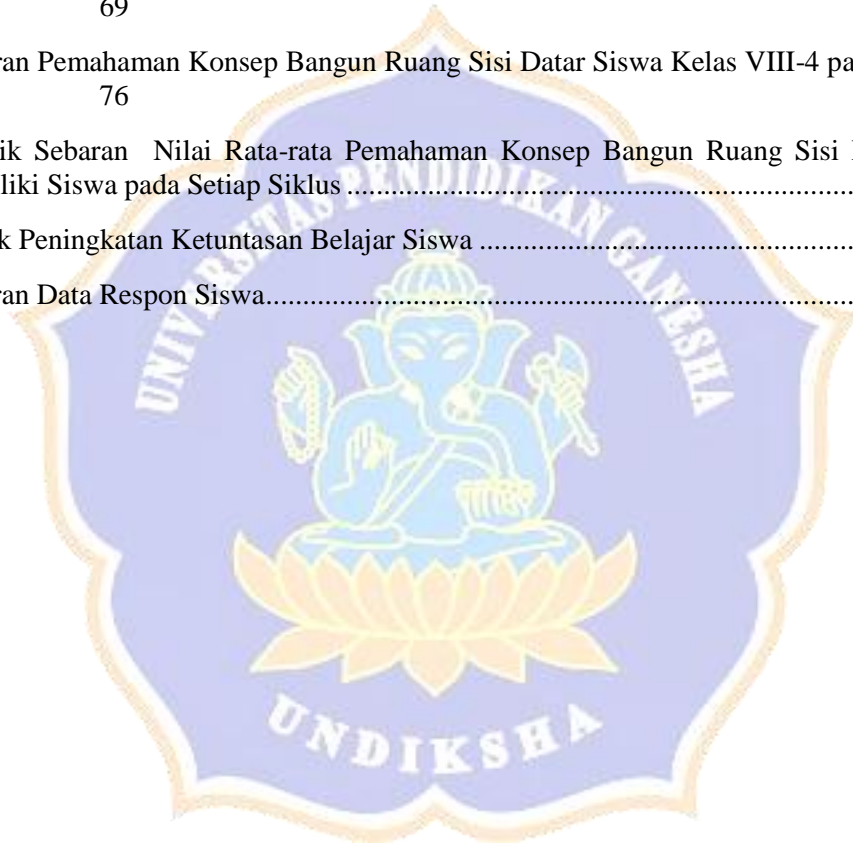 69
ran Pemahaman Konsep Bangun Ruang Sisi Datar Siswa Kelas VIII-4 pa
76
ik Sebaran Nilai Rata-rata Pemahaman Konsep Bangun Ruang Sisi
liki Siswa pada Setiap Siklus ........................................................................
k Peningkatan Ketuntasan Belajar Siswa ......................................................
ran Data Respon Siswa.................................................................................
UNIVERSITAS PENDIDIKAN GANESHA
UNDIKSHA